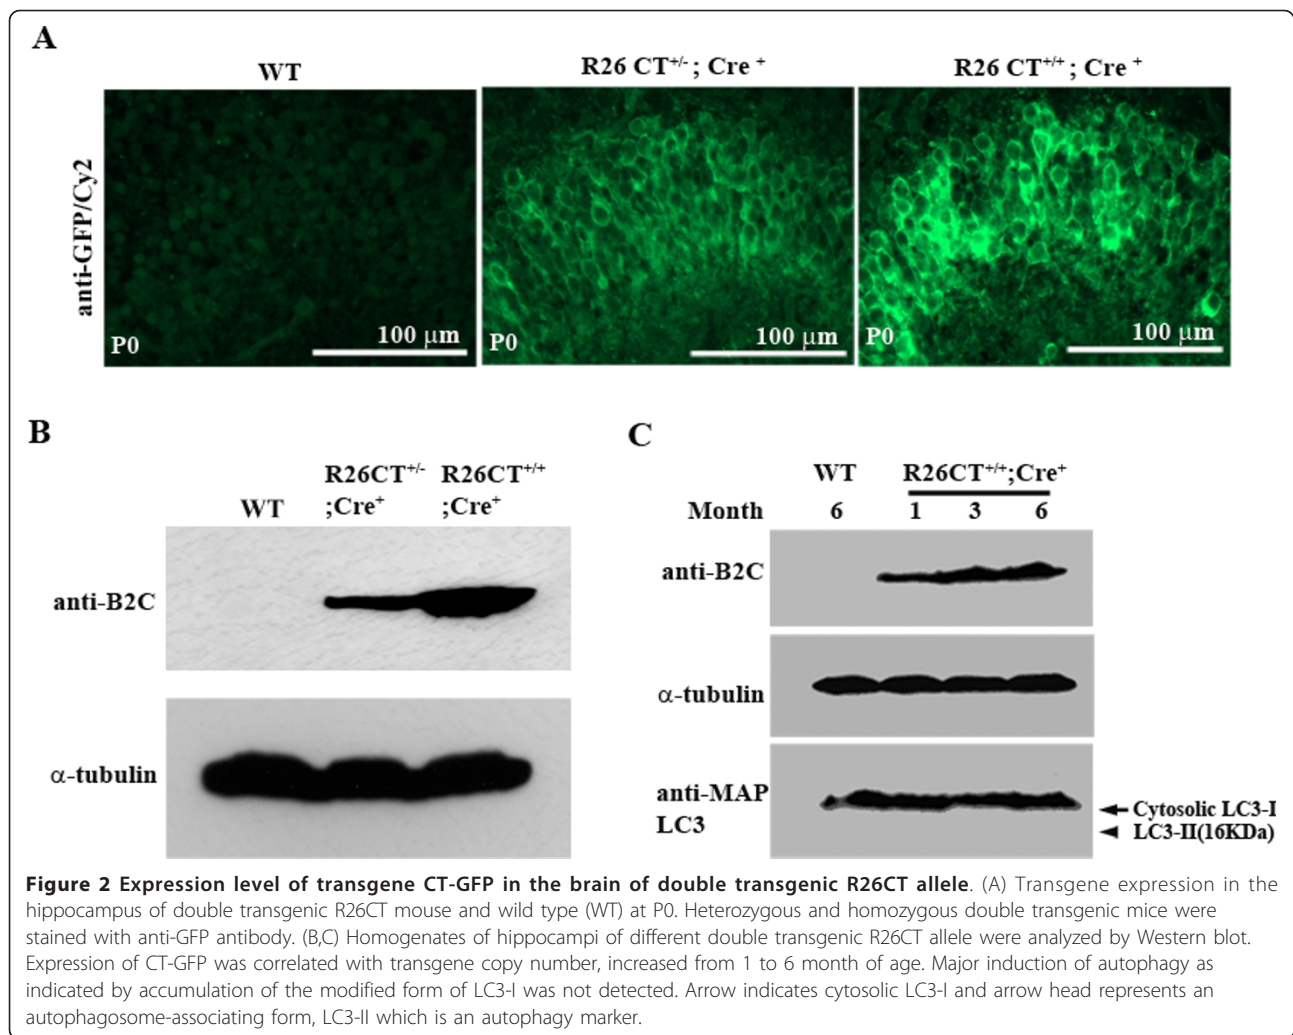 A
WT
R26 CT+/- ; Cre +
R26 CT+/+ ; Cre +
anti-GFP/Cy2
P0
100 μm
P0
100 μm
P0
100 μm
B
WT
R26CT+/- ;Cre+
R26CT+/+ ;Cre+
anti-B2C
α-tubulin
C
WT
R26CT+/+;Cre+
Month 6 1 3 6
anti-B2C
α-tubulin
anti-MAP
LC3
Cytosolic LC3-I
LC3-II(16KDa)
Figure 2 Expression level of transgene CT-GFP in the brain of double transgenic R26CT allele. (A) Transgene expression in the
hippocampus of double transgenic R26CT mouse and wild type (WT) at P0. Heterozygous and homozygous double transgenic mice were
stained with anti-GFP antibody. (B,C) Homogenates of hippocampi of different double transgenic R26CT allele were analyzed by Western blot.
Expression of CT-GFP was correlated with transgene copy number, increased from 1 to 6 month of age. Major induction of autophagy as
indicated by accumulation of the modified form of LC3-I was not detected. Arrow indicates cytosolic LC3-I and arrow head represents an
autophagosome-associating form, LC3-II which is an autophagy marker.